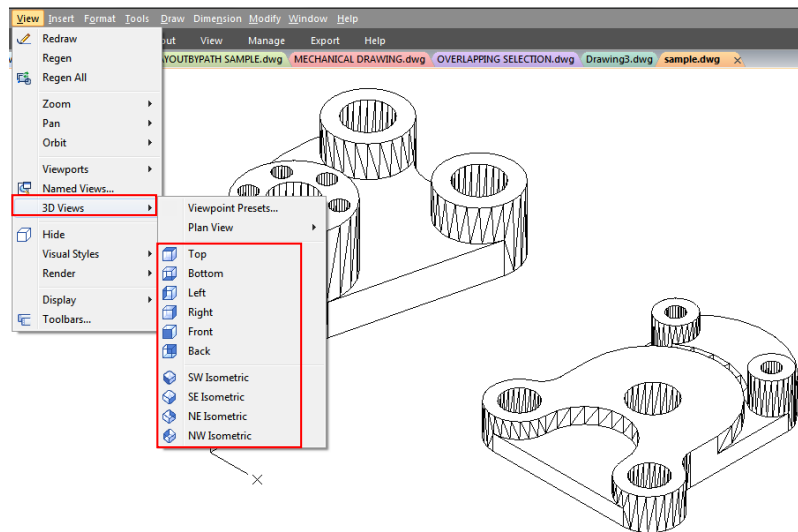 View Insert Format Tools Draw Dimension Modify Window Help
out View Manage Export Help
YOUTBYPATH SAMPLE.dwg MECHANICAL DRAWING.dwg OVERLAPPING SELECTION.dwg Drawing3.dwg sample.dwg
Redraw
Regen
Regen All
Zoom
Pan
Orbit
Viewports
Named Views...
3D Views
Hide
Visual Styles
Render
Display
Toolbars...
Viewpoint Presets...
Plan View
Top
Bottom
Left
Right
Front
Back
SW Isometric
SE Isometric
NE Isometric
NW Isometric
X